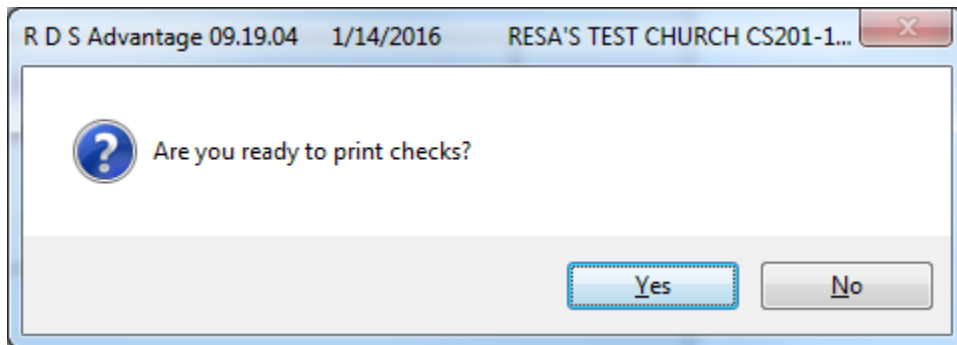 R D S Advantage 09.19.04 1/14/2016 RESA'S TEST CHURCH CS201-1...
Are you ready to print checks?
Yes No